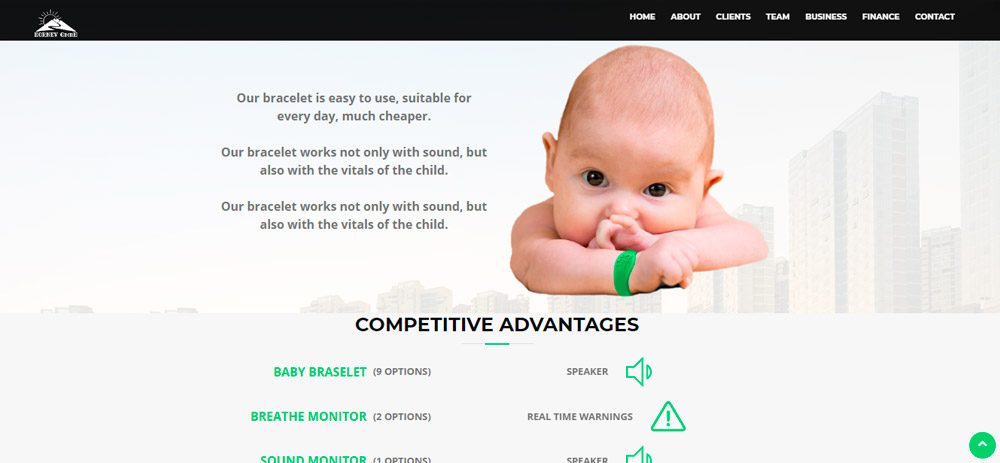 HOME ABOUT CLIENTS TEAM BUSINESS FINANCE CONTACT
Our bracelet is easy to use, suitable for
every day, much cheaper.
Our bracelet works not only with sound, but
also with the vitals of the child.
Our bracelet works not only with sound, but
also with the vitals of the child.
COMPETITIVE ADVANTAGES
BABY BRASELET (9 OPTIONS) SPEAKER
BREATHE MONITOR (2 OPTIONS) REAL TIME WARNINGS
SOUND MONITOR (1 OPTIONS) SPEAKER